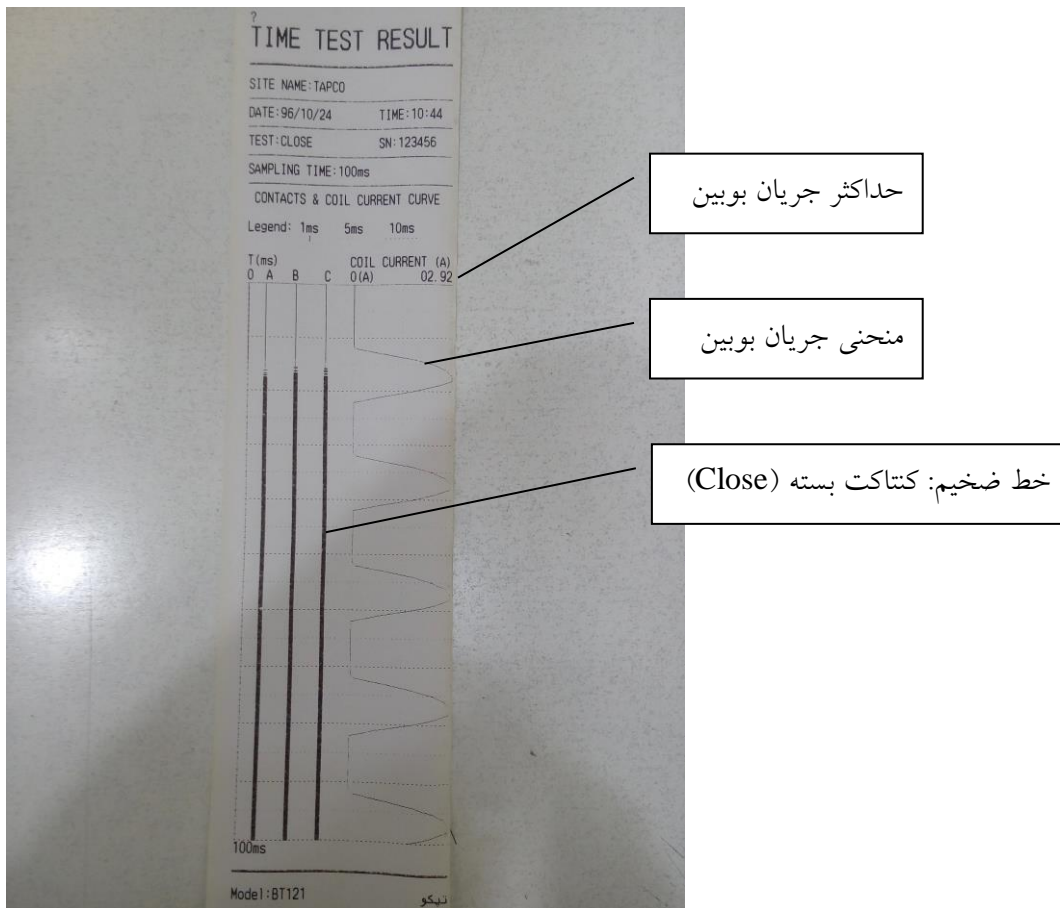 ?
TIME TEST RESULT
SITE NAME:TAPCO
DATE:96/10/24 TIME:10:44
TEST:CLOSE SN:123456
SAMPLING TIME:100ms
CONTACTS & COIL CURRENT CURVE
Legend: 1ms 5ms 10ms
T(ms) COIL CURRENT (A)
0 A B C 0(A) 02.92
حداکثر جریان بوبین
منحنی جریان بوبین
خط ضخیم: کنتاکت بسته (Close)
100ms
Model:BT121 تیکو